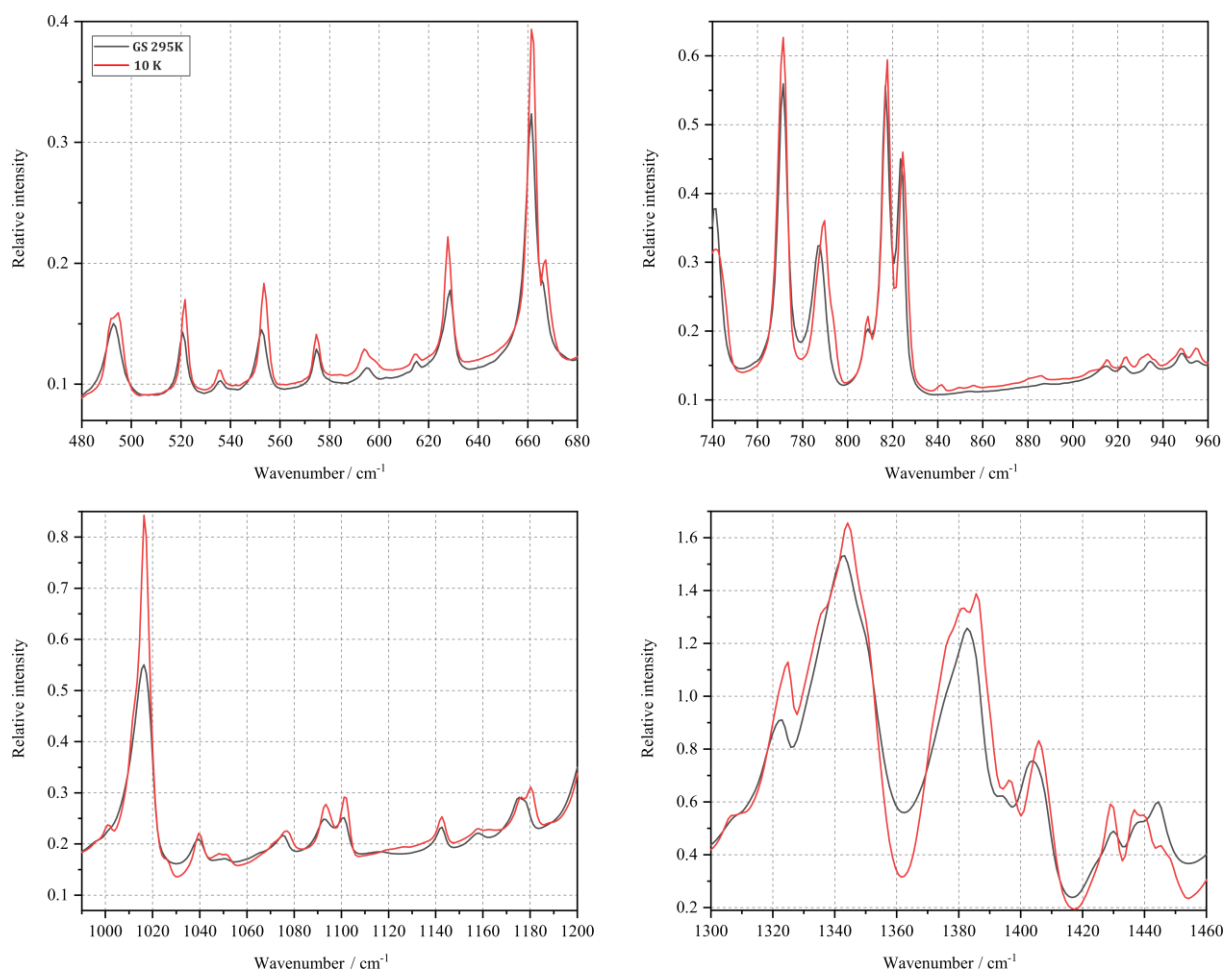 0.4
0.3
0.2
0.1
Relative intensity
GS 295K
10 K
480 500 520 540 560 580 600 620 640 660 680
Wavenumber / cm-1
0.6
0.5
0.4
0.3
0.2
0.1
Relative intensity
740 760 780 800 820 840 860 880 900 920 940 960
Wavenumber / cm-1
0.8
0.7
0.6
0.5
0.4
0.3
0.2
0.1
Relative intensity
1000 1020 1040 1060 1080 1100 1120 1140 1160 1180 1200
Wavenumber / cm-1
1.6
1.4
1.2
1.0
0.8
0.6
0.4
0.2
Relative intensity
1300 1320 1340 1360 1380 1400 1420 1440 1460
Wavenumber / cm-1